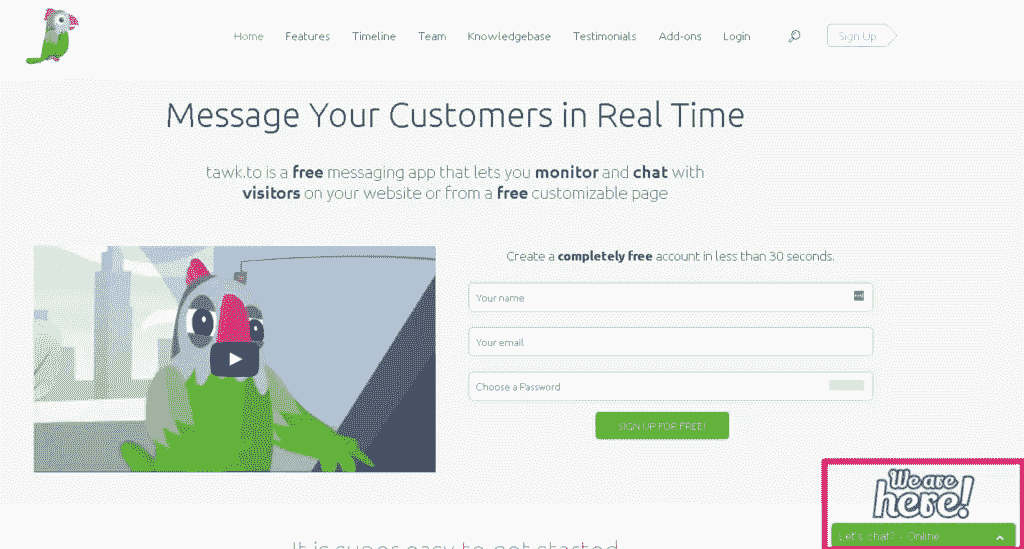 Home Features Timeline Team Knowledgebase Testimonials Add-ons Login Sign Up
Message Your Customers in Real Time
tawk.to is a free messaging app that lets you monitor and chat with
visitors on your website or from a free customizable page
Create a completely free account in less than 30 seconds.
Your name
Your email
Choose a Password
SIGN UP FOR FREE!
We are
here!
Let's chat? - Online
It is super easy to get started